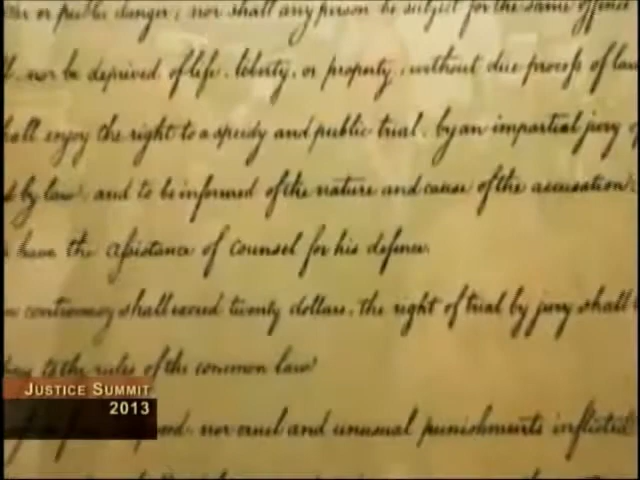 or public danger; nor shall any person be subject for the same offence
nor be deprived of life, liberty, or property, without due process of law
shall enjoy the right to a speedy and public trial, by an impartial jury of
by law, and to be informed of the nature and cause of the accusation;
have the Assistance of Counsel for his defence.
controversy shall exceed twenty dollars, the right of trial by jury shall
to the rules of the common law
JUSTICE SUMMIT
2013
nor cruel and unusual punishments inflicted